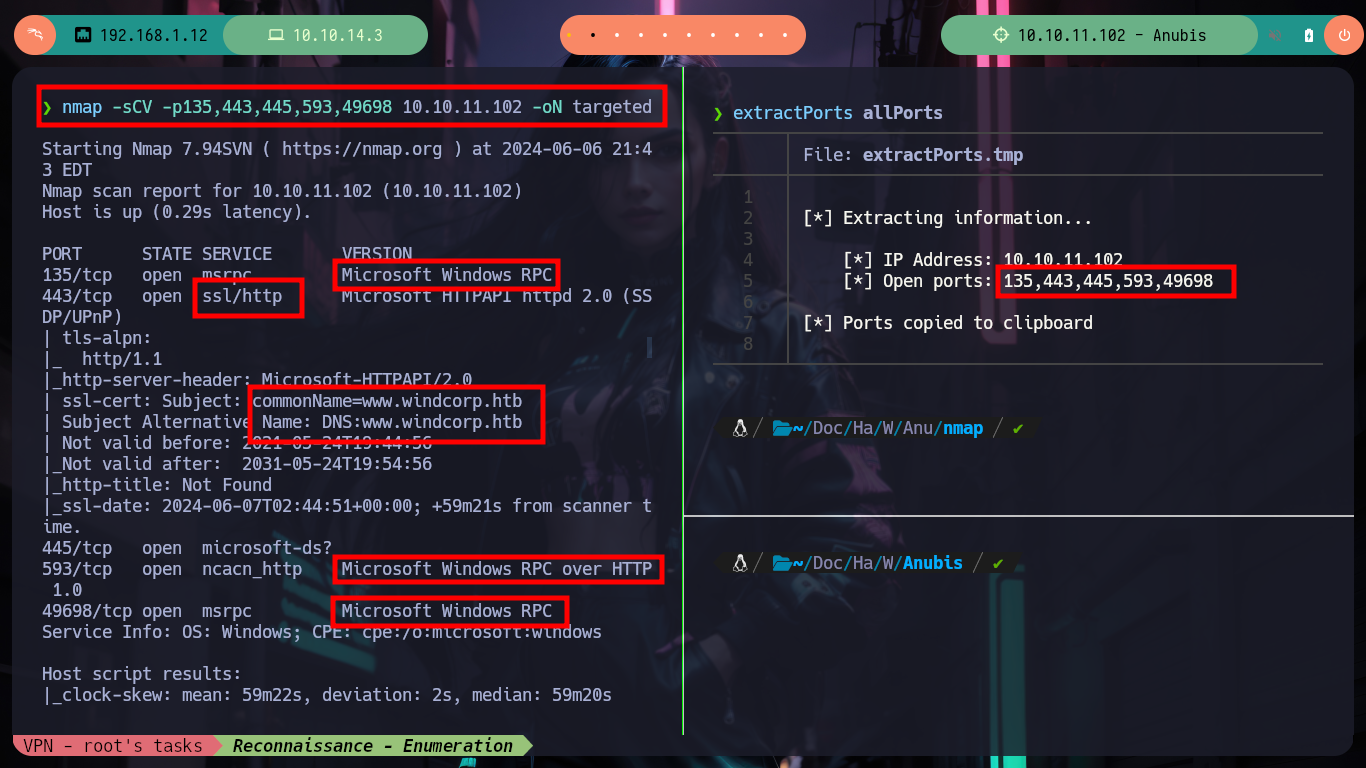 192.168.1.12
10.10.14.3
10.10.11.102 - Anubis
❯ nmap -sCV -p135,443,445,593,49698 10.10.11.102 -oN targeted
Starting Nmap 7.94SVN ( https://nmap.org ) at 2024-06-06 21:4
3 EDT
Nmap scan report for 10.10.11.102 (10.10.11.102)
Host is up (0.29s latency).
PORT      STATE SERVICE       VERSION
135/tcp   open  msrpc         Microsoft Windows RPC
443/tcp   open  ssl/http      Microsoft HTTPAPI httpd 2.0 (SS
DP/UPnP)
| tls-alpn:
|_  http/1.1
|_http-server-header: Microsoft-HTTPAPI/2.0
| ssl-cert: Subject: commonName=www.windcorp.htb
| Subject Alternative Name: DNS:www.windcorp.htb
| Not valid before: 2021-05-24T19:44:56
|_Not valid after:  2031-05-24T19:54:56
|_http-title: Not Found
|_ssl-date: 2024-06-07T02:44:51+00:00; +59m21s from scanner t
ime.
445/tcp   open  microsoft-ds?
593/tcp   open  ncacn_http    Microsoft Windows RPC over HTTP
 1.0
49698/tcp open  msrpc         Microsoft Windows RPC
Service Info: OS: Windows; CPE: cpe:/o:microsoft:windows
Host script results:
|_clock-skew: mean: 59m22s, deviation: 2s, median: 59m20s
❯ extractPorts allPorts
File: extractPorts.tmp
1
2 [*] Extracting information...
3
4     [*] IP Address: 10.10.11.102
5     [*] Open ports: 135,443,445,593,49698
6
7 [*] Ports copied to clipboard
8
/ ~/Doc/Ha/W/Anu/nmap / ✔
/ ~/Doc/Ha/W/Anubis / ✔
VPN - root's tasks
Reconnaissance - Enumeration